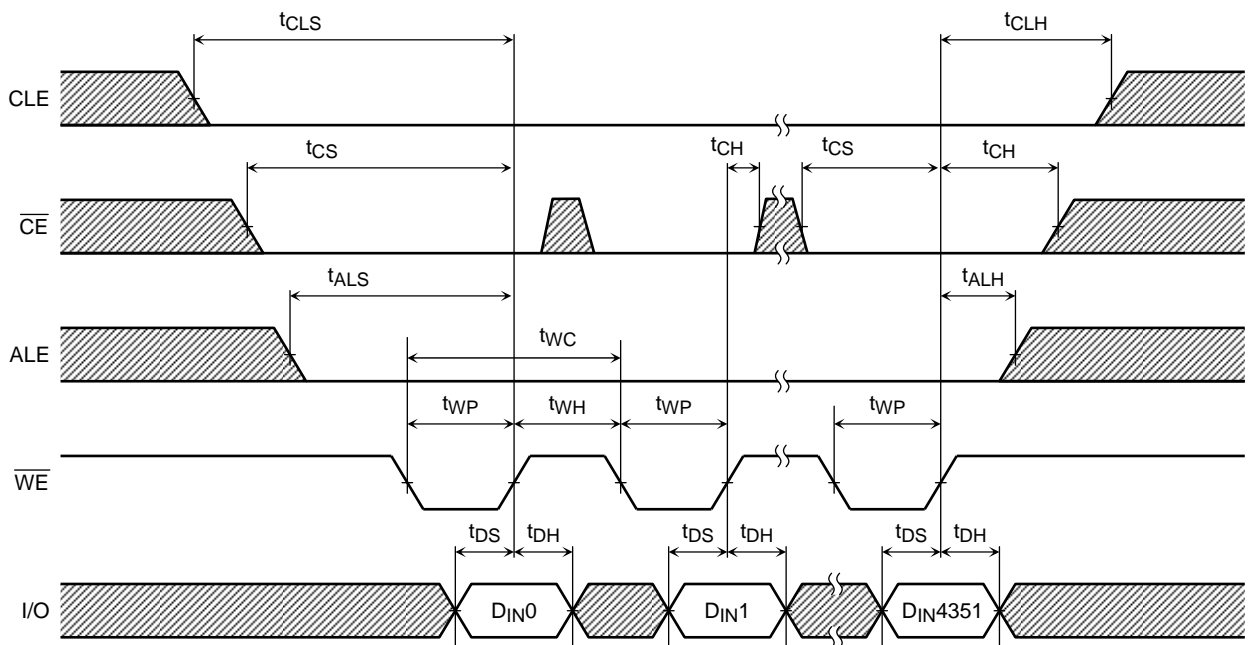 tCLS tCLH
CLE
tCS tCH tCS tCH
CE
tALS tALH
ALE
tWC
tWP tWH tWP tWP
WE
tDS tDH tDS tDH tDS tDH
I/O DIN0 DIN1 DIN4351